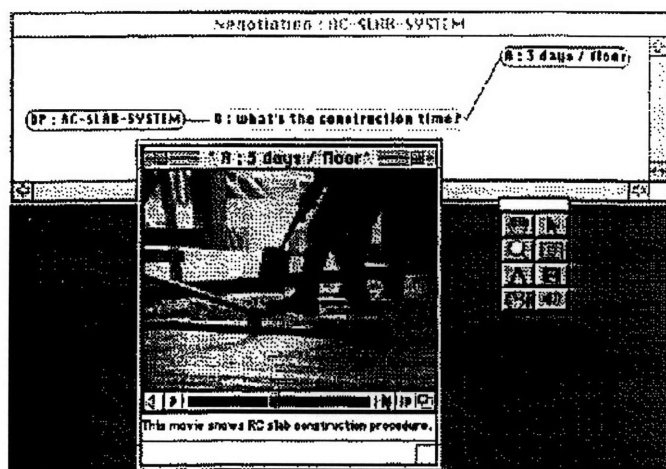 Negotiation : RC-SLAB-SYSTEM
A : 3 days / floor
DP : RC-SLAB-SYSTEM
Q : what's the construction time?
" A : 3 days / floor"
This movie shows RC slab construction procedure.